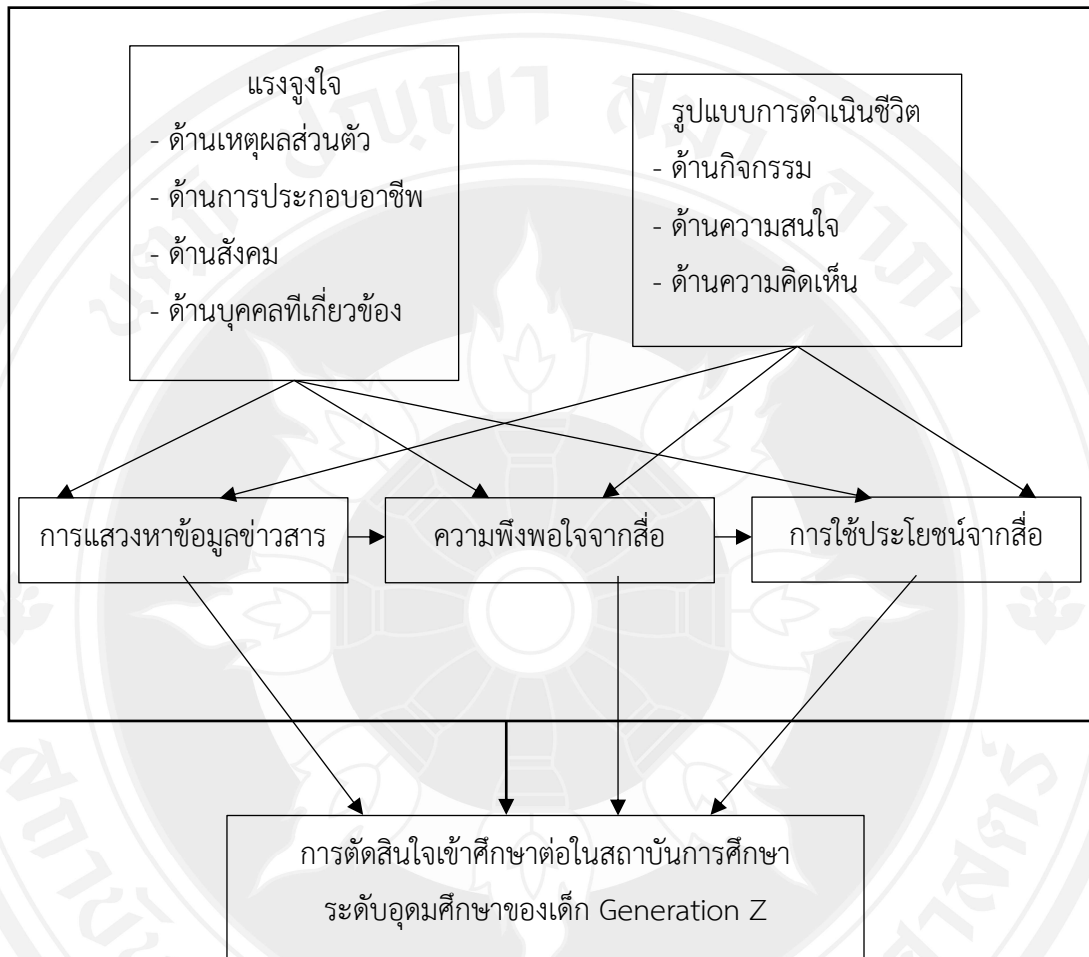 แรงจูงใจ
- ด้านเหตุผลส่วนตัว
- ด้านการประกอบอาชีพ
- ด้านสังคม
- ด้านบุคคลทีเกี่ยวข้อง
รูปแบบการดำเนินชีวิต
- ด้านกิจกรรม
- ด้านความสนใจ
- ด้านความคิดเห็น
การแสวงหาข้อมูลข่าวสาร
ความพึงพอใจจากสื่อ
การใช้ประโยชน์จากสื่อ
การตัดสินใจเข้าศึกษาต่อในสถาบันการศึกษา
ระดับอุดมศึกษาของเด็ก Generation Z